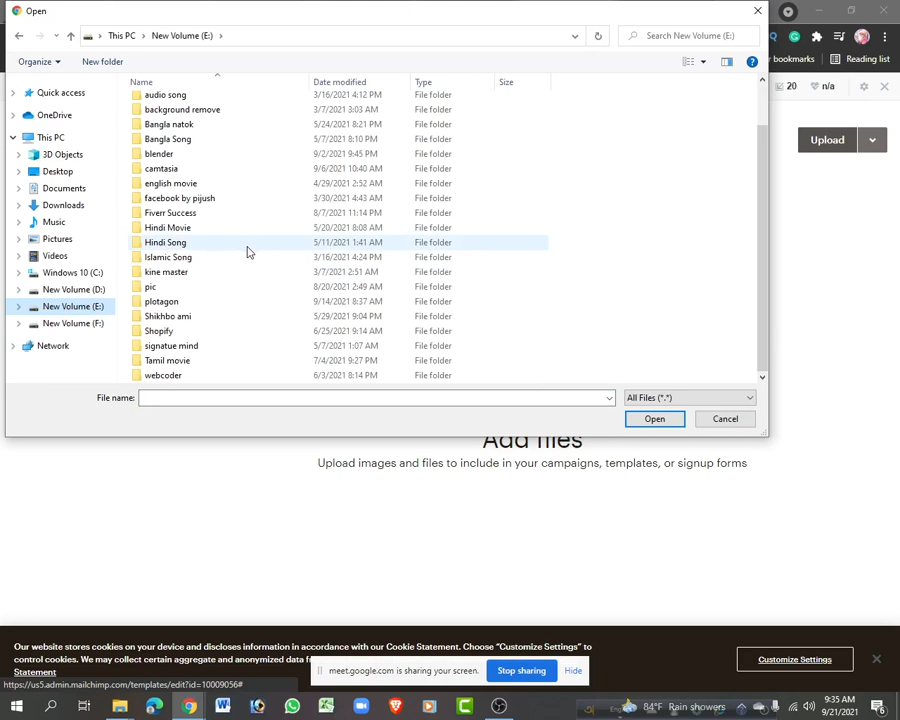 Open
This PC > New Volume (E:) >
Search New Volume (E:)
bookmarks
Reading list
Organize
New folder
20
n/a
Name
Date modified
Type
Size
Quick access
OneDrive
This PC
3D Objects
Desktop
Documents
Downloads
Music
Pictures
Videos
Windows 10 (C:)
New Volume (D:)
New Volume (E:)
New Volume (F:)
Network
audio song 3/16/2021 4:12 PM File folder
background remove 3/7/2021 3:03 AM File folder
Bangla natok 5/24/2021 8:21 PM File folder
Bangla Song 5/7/2021 8:10 PM File folder
blender 9/2/2021 9:45 PM File folder
camtasia 9/6/2021 10:40 AM File folder
english movie 4/29/2021 2:52 AM File folder
facebook by pijush 3/30/2021 4:43 AM File folder
Fiverr Success 8/7/2021 11:14 PM File folder
Hindi Movie 5/20/2021 8:08 AM File folder
Hindi Song 5/11/2021 1:41 AM File folder
Islamic Song 3/16/2021 4:24 PM File folder
kine master 3/7/2021 2:51 AM File folder
pic 8/20/2021 2:49 AM File folder
plotagon 9/14/2021 8:37 AM File folder
Shikhbo ami 5/29/2021 9:04 PM File folder
Shopify 6/25/2021 9:14 AM File folder
signatue mind 5/7/2021 1:07 AM File folder
Tamil movie 7/4/2021 9:27 PM File folder
webcoder 6/3/2021 8:14 PM File folder
Upload
File name:
All Files (*.*)
Open
Cancel
Add files
Upload images and files to include in your campaigns, templates, or signup forms
Our website stores cookies on your device and discloses information in accordance with our Cookie Statement. Choose "Customize Settings" to
control cookies. We may collect certain aggregate and anonymized data
Statement
Customize Settings
meet.google.com is sharing your screen.
Stop sharing
Hide
https://us5.admin.mailchimp.com/templates/edit?id=10009056#
84°F Rain showers
9:35 AM
9/21/2021
6